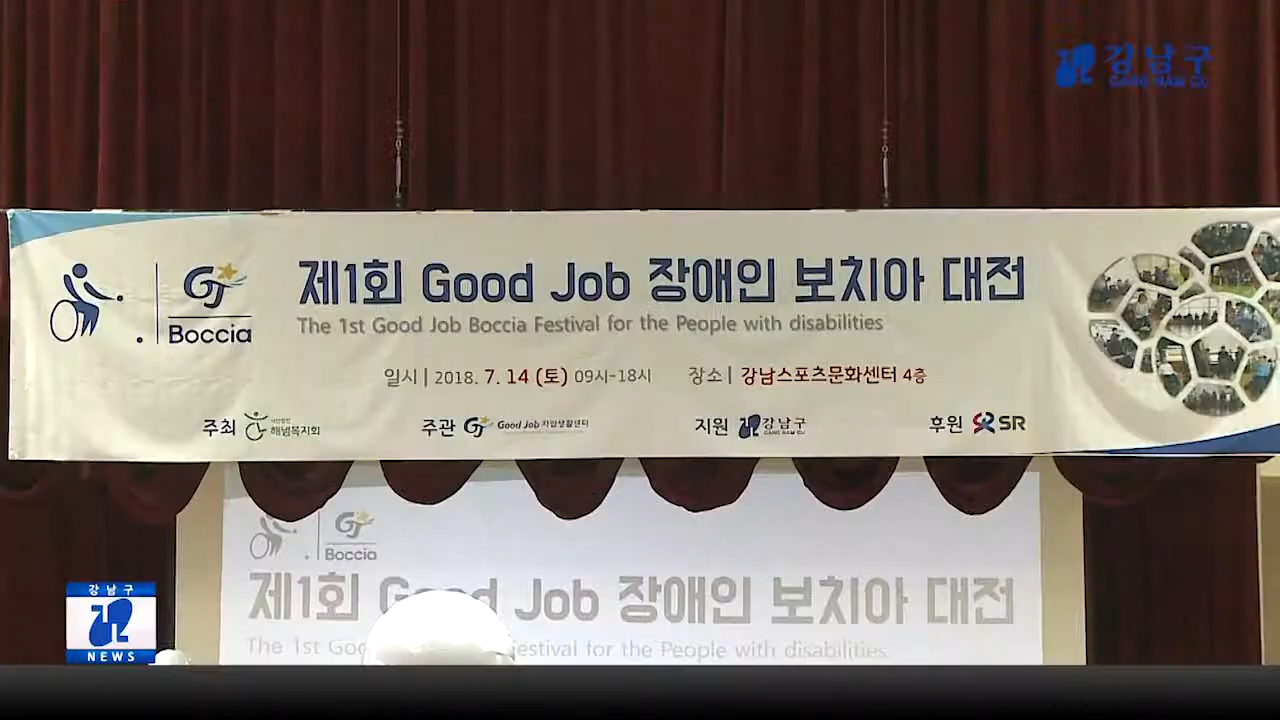 강남구
GANG NAM GU
제1회 Good Job 장애인 보치아 대전
The 1st Good Job Boccia Festival for the People with disabilities
Boccia
일시 | 2018. 7. 14 (토) 09시-18시 장소 | 강남스포츠문화센터 4층
주최 해냄복지회 주관 Good Job 자립생활센터 지원 강남구 GANG NAM GU 후원 SR
Boccia
제1회 Good Job 장애인 보치아 대전
The 1st Goo estival for the People with disabilities
강남구
NEWS